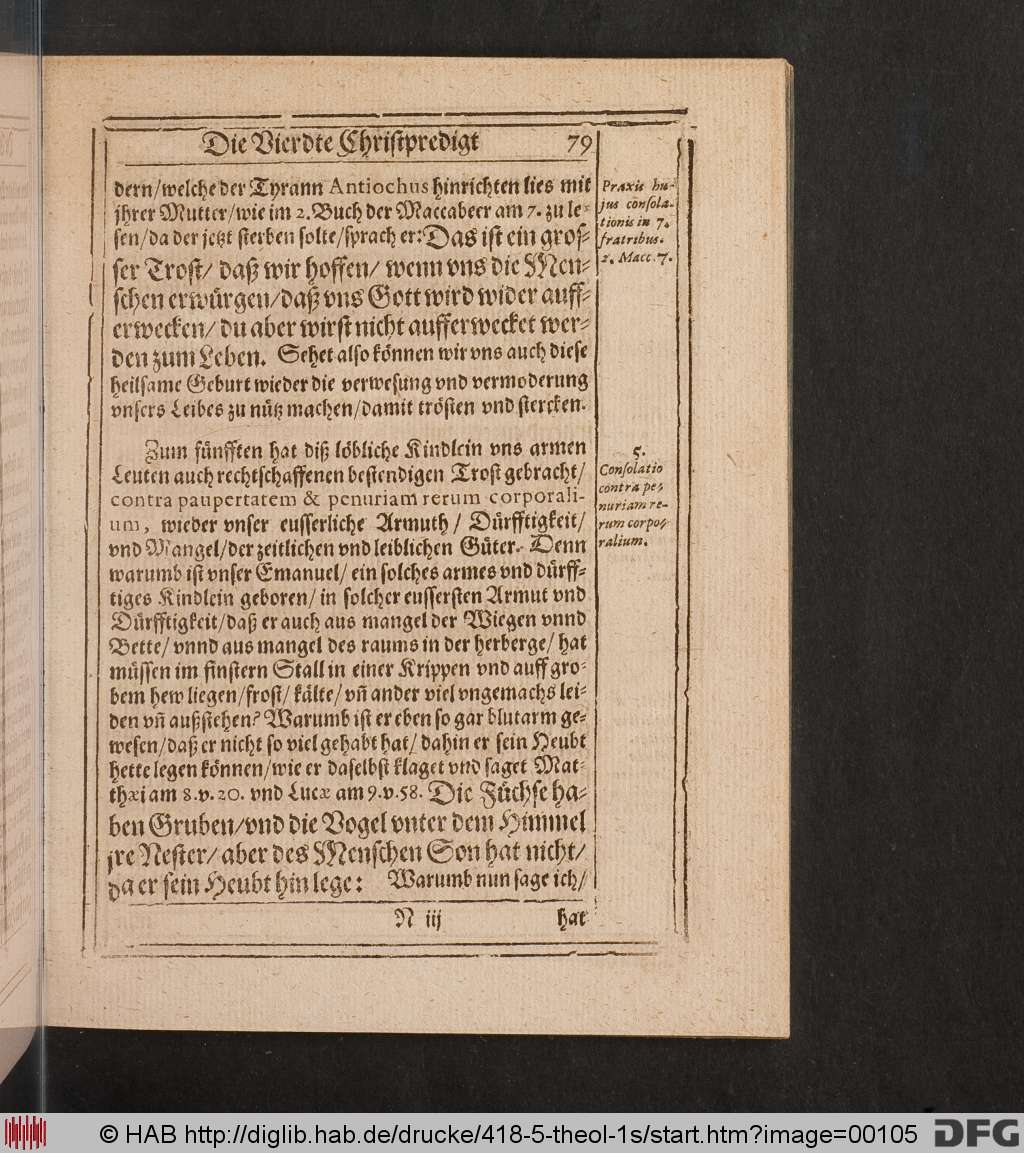 Die Vierdte Christpredigt 79
dern/welche der Tyrann Antiochus hinrichten lies mit
jhrer Mutter/wie im 2. Buch der Maccabeer am 7. zu le-
sen/da der jetzt sterben solte/sprach er: Das ist ein gros-
ser Trost/ daß wir hoffen/ wenn vns die Men-
schen erwürgen/daß vns Gott wird wider auff-
erwecken/ du aber wirst nicht aufferwecket wer-
den zum Leben. Sehet also können wir vns auch diese
heilsame Geburt wieder die verwesung vnd vermoderung
vnsers Leibes zu nütz machen/damit trösten vnd stercken.
Praxis hu-
jus consola-
tionis in 7.
fratribus.
2. Macc. 7.
Zum fünfften hat diß löbliche Kindlein vns armen
Leuten auch rechtschaffenen bestendigen Trost gebracht/
contra paupertatem & penuriam rerum corporali-
um, wieder vnser eusserliche Armuth/ Dürfftigkeit/
vnd Mangel/der zeitlichen vnd leiblichen Güter. Denn
warumb ist vnser Emanuel/ ein solches armes vnd dürff-
tiges Kindlein geboren/ in solcher eussersten Armut vnd
Dürfftigkeit/daß er auch aus mangel der Wiegen vnnd
Bette/ vnnd aus mangel des raums in der herberge/ hat
müssen im finstern Stall in einer Krippen vnd auff gro-
bem hew liegen/frost/ kälte/ vn̄ ander viel vngemachs lei-
den vn̄ außstehen? Warumb ist er eben so gar blutarm ge-
wesen/daß er nicht so viel gehabt hat/ dahin er sein Heubt
hette legen können/wie er daselbst klaget vnd saget Mat-
thæi am 8. v. 20. vnd Lucæ am 9. v. 58. Die Füchse ha-
ben Gruben/vnd die Vogel vnter dem Himmel
jre Nester/ aber des Menschen Son hat nicht/
da er sein Heubt hin lege: Warumb nun sage ich/
5.
Consolatio
contra pe-
nuriam re-
rum corpo-
ralium.
N iij hat
© HAB http://diglib.hab.de/drucke/418-5-theol-1s/start.htm?image=00105 DFG